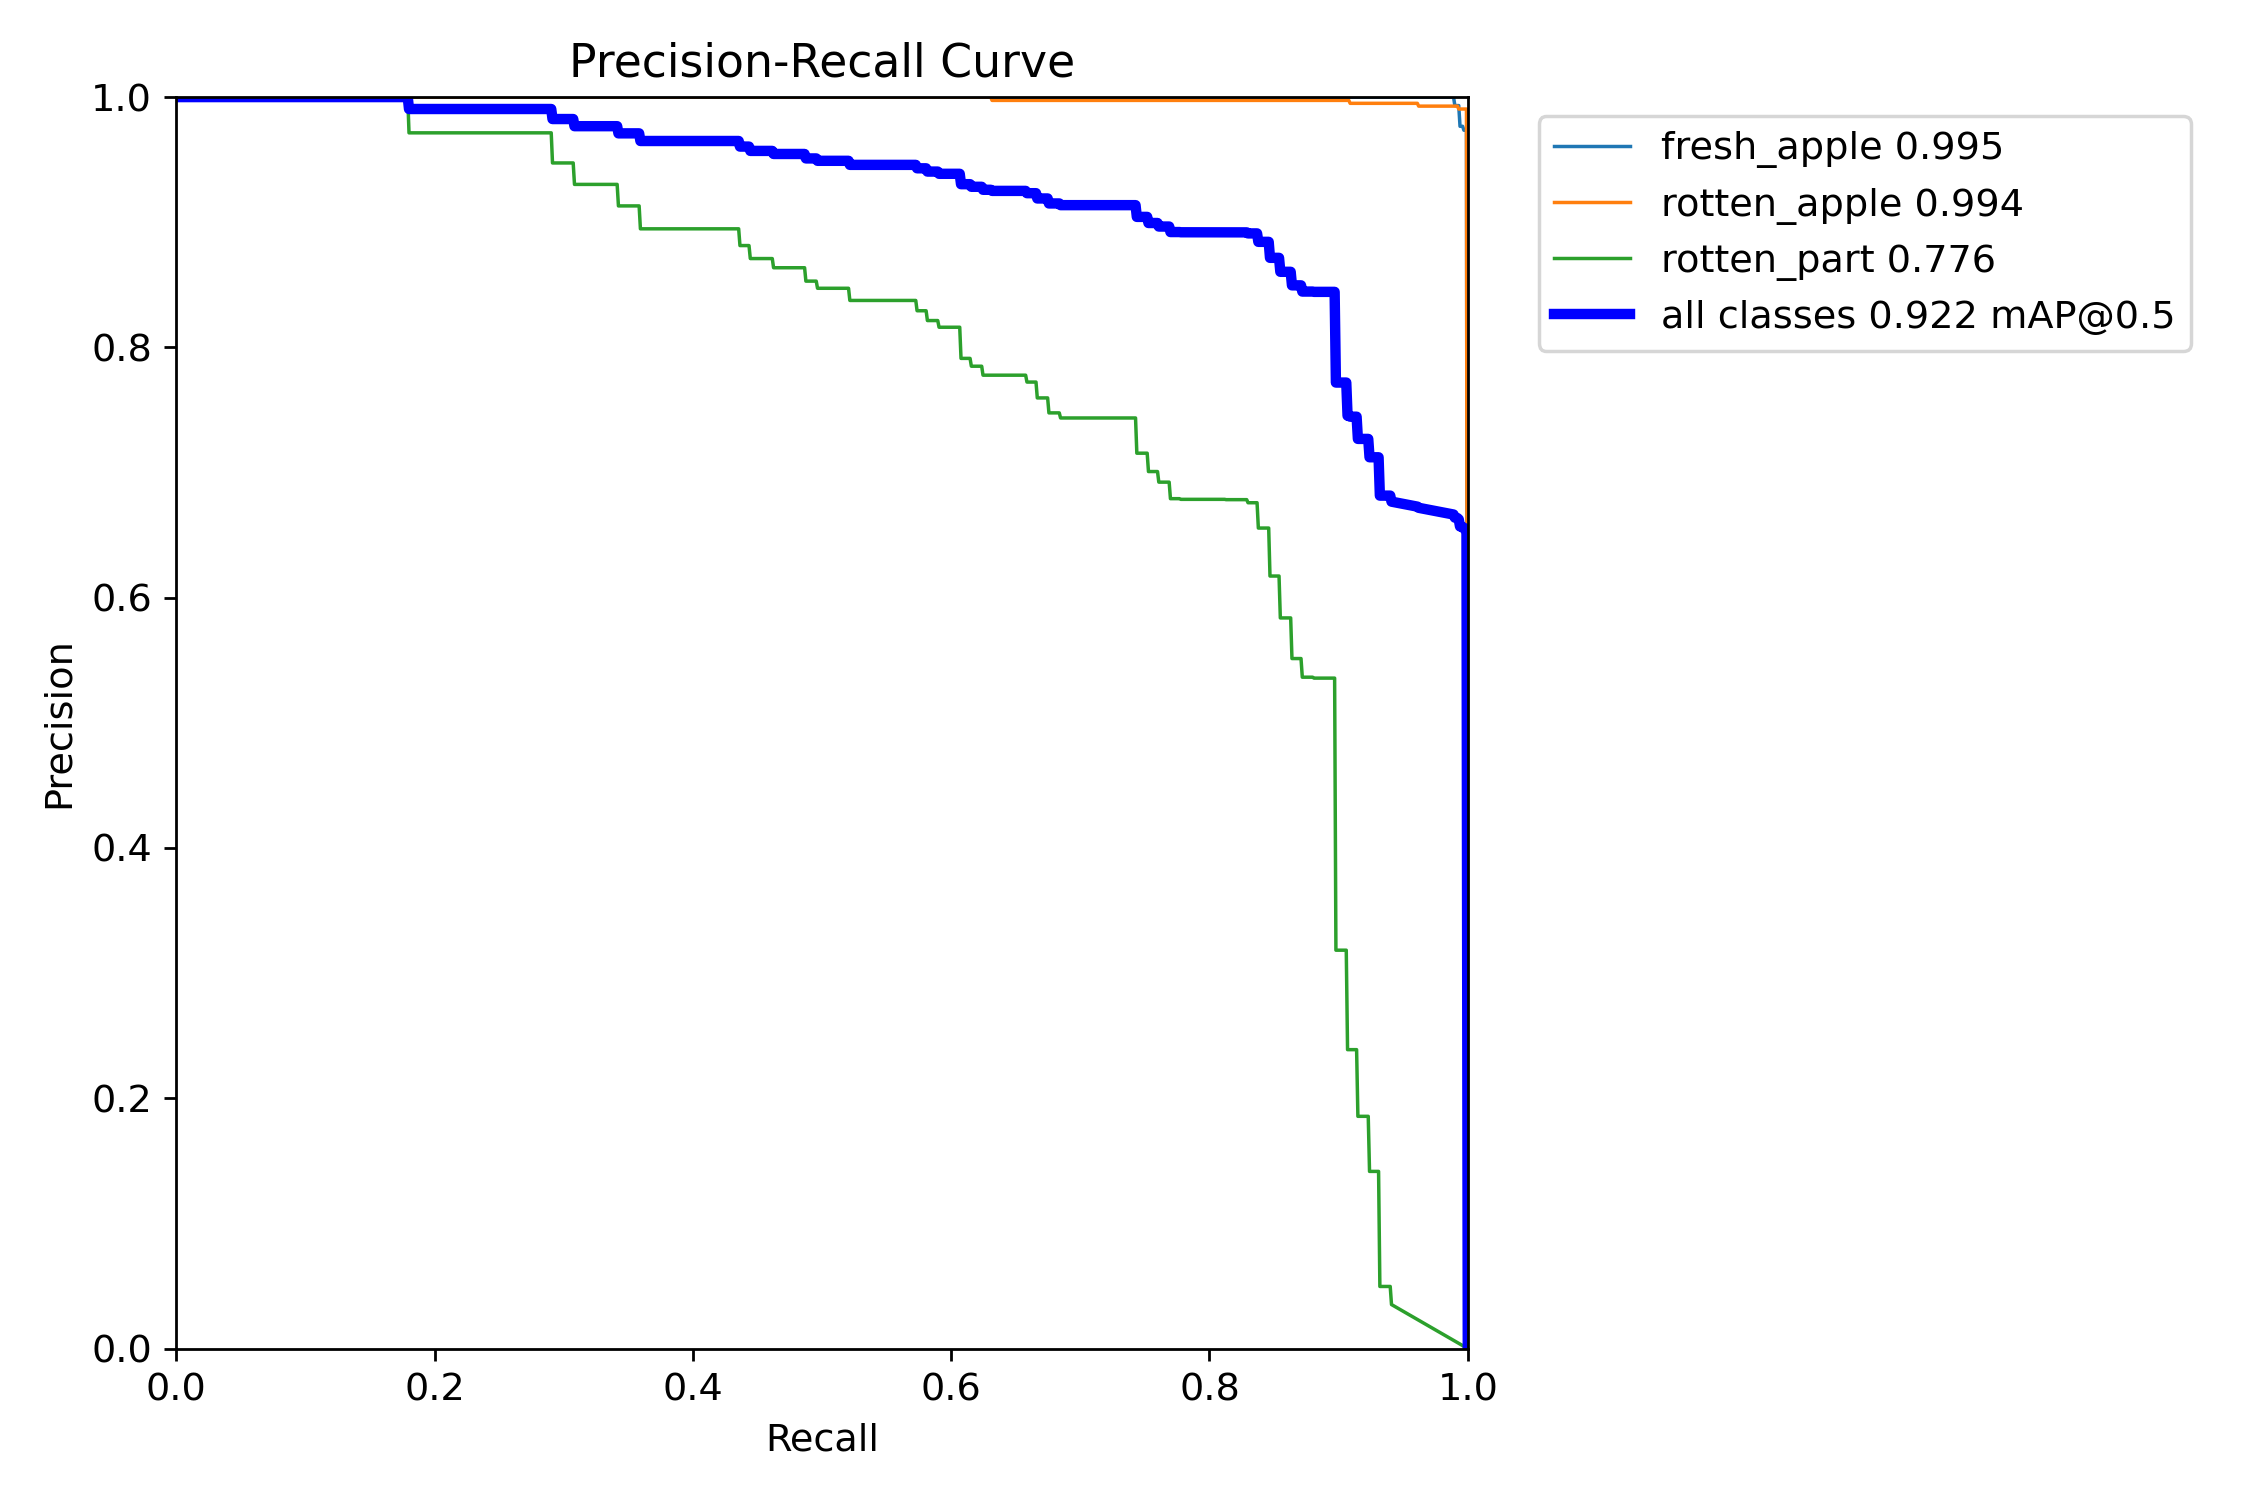 Precision-Recall Curve
1.0
0.8
0.6
0.4
0.2
0.0
Precision
0.0 0.2 0.4 0.6 0.8 1.0
Recall
fresh_apple 0.995
rotten_apple 0.994
rotten_part 0.776
all classes 0.922 mAP@0.5